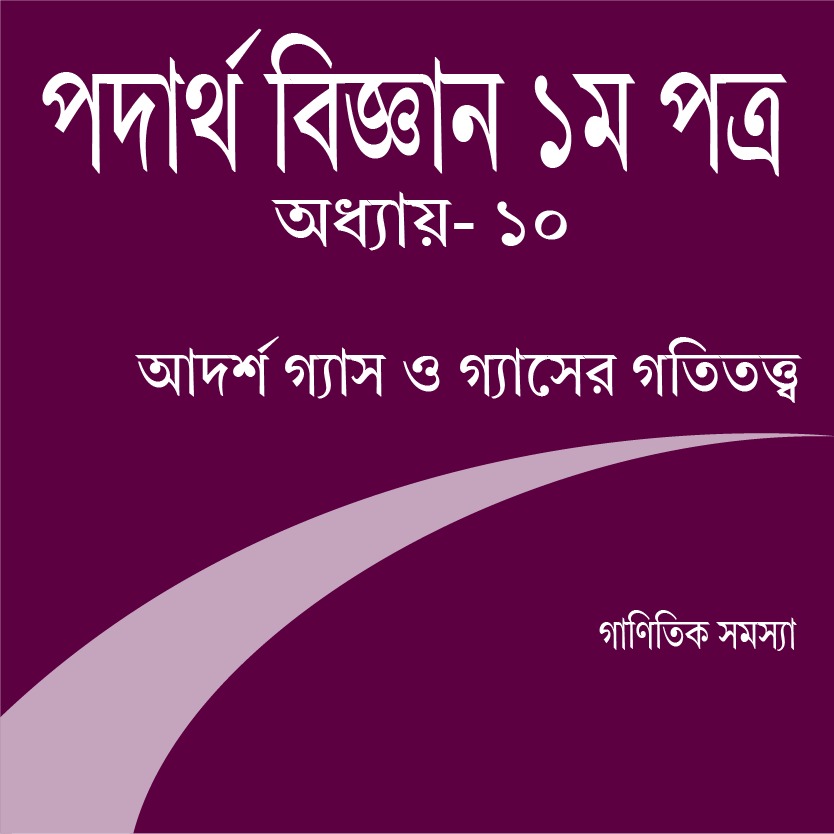 পদার্থ বিজ্ঞান ১ম পত্র
অধ্যায়- ১০
আদর্শ গ্যাস ও গ্যাসের গতিতত্ত্ব
গাণিতিক সমস্যা